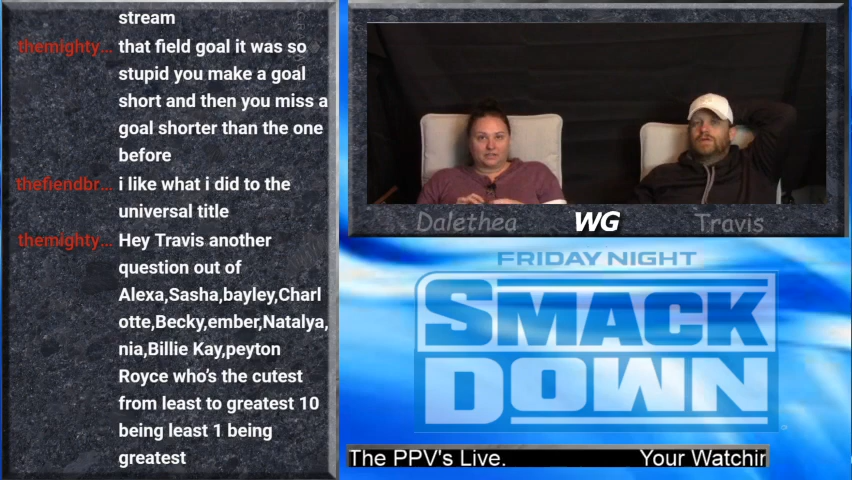 stream
themighty... that field goal it was so
stupid you make a goal
short and then you miss a
goal shorter than the one
before
thefiendbr... i like what i did to the
universal title
themighty... Hey Travis another
question out of
Alexa,Sasha,bayley,Charl
otte,Becky,ember,Natalya,
nia,Billie Kay,peyton
Royce who's the cutest
from least to greatest 10
being least 1 being
greatest
Dalethea WG Travis
FRIDAY NIGHT
SMACK
DOWN
The PPV's Live. Your Watchin